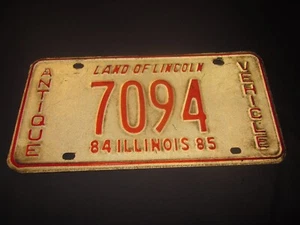 LAND OF LINCOLN
ANTIQUE
7094
VEHICLE
84 ILLINOIS 85